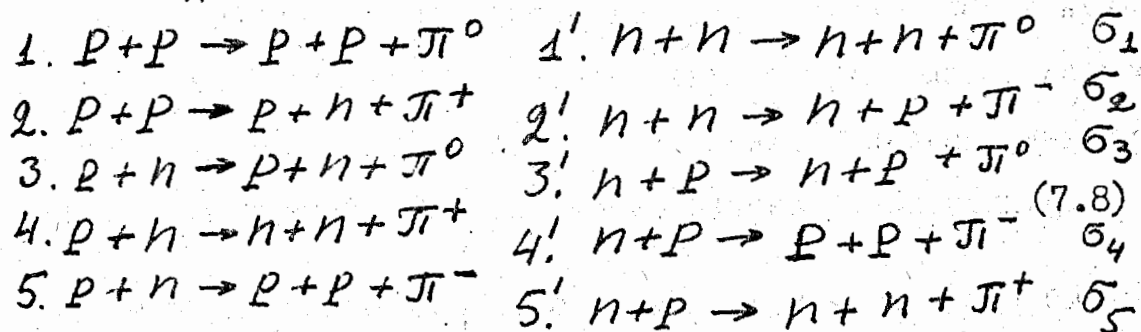 1. p+p → p+p+π⁰ 1'. n+n → n+n+π⁰ σ₁
2. p+p → p+n+π⁺ 2'. n+n → n+p+π⁻ σ₂
3. p+n → p+n+π⁰ 3'. n+p → n+p+π⁰ σ₃
(7.8)
4. p+n → n+n+π⁺ 4'. n+p → p+p+π⁻ σ₄
5. p+n → p+p+π⁻ 5'. n+p → n+n+π⁺ σ₅